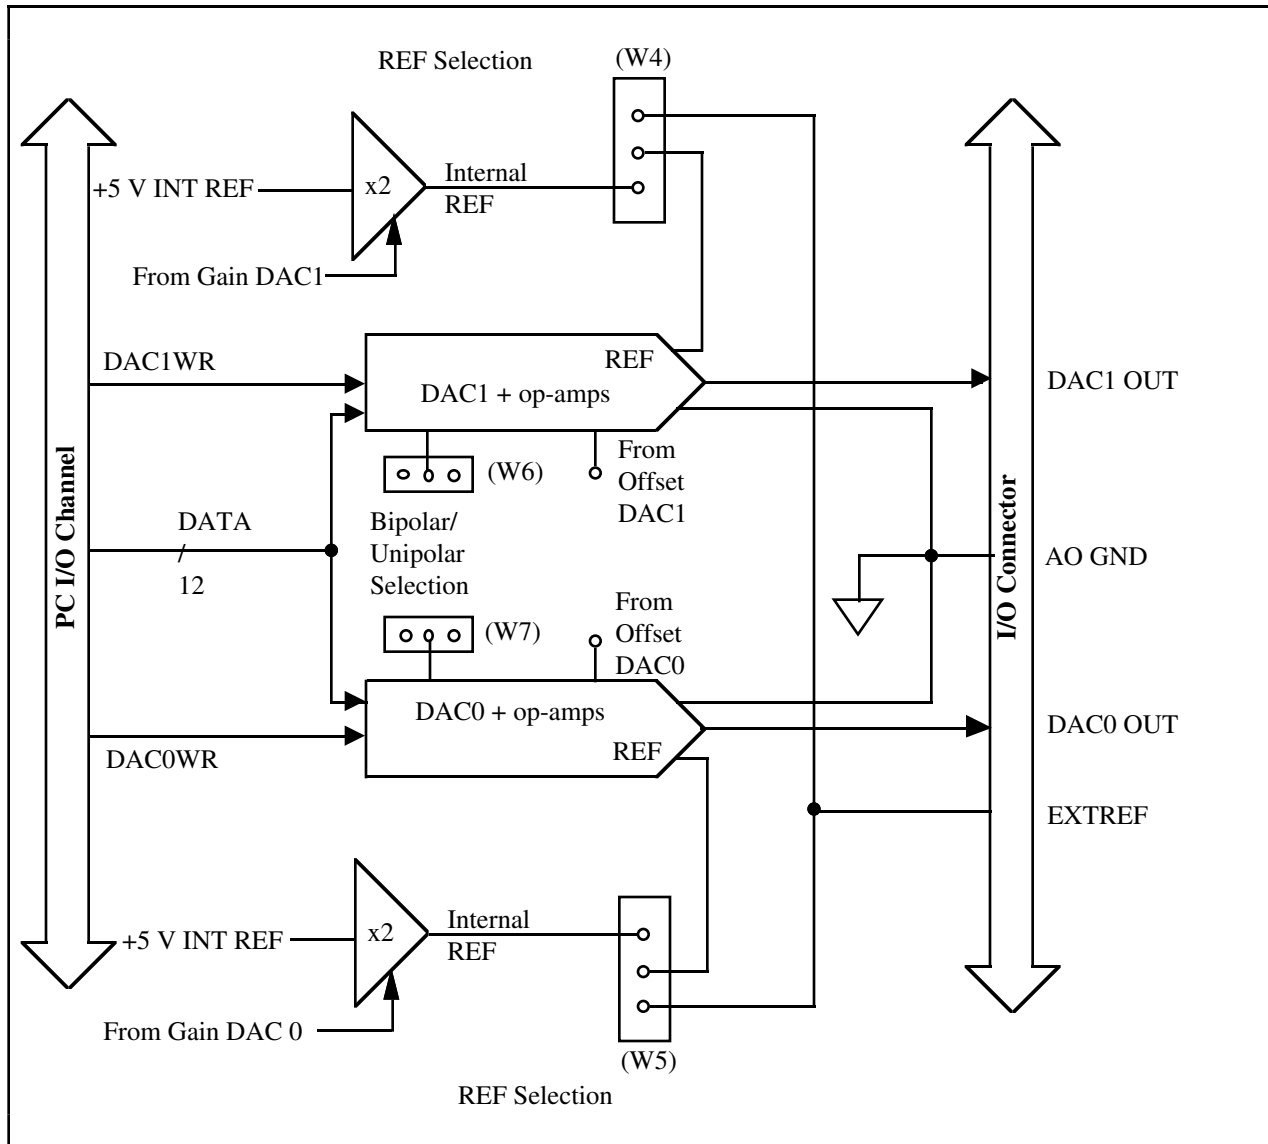 REF Selection
(W4)
+5 V INT REF
x2
Internal
REF
From Gain DAC1
DAC1WR
REF
DAC1 + op-amps
DAC1 OUT
(W6)
From
Offset
DAC1
PC I/O Channel
DATA
/
12
Bipolar/
Unipolar
Selection
I/O Connector
AO GND
(W7)
From
Offset
DAC0
DAC0 + op-amps
REF
DAC0WR
DAC0 OUT
EXTREF
+5 V INT REF
x2
Internal
REF
From Gain DAC 0
(W5)
REF Selection